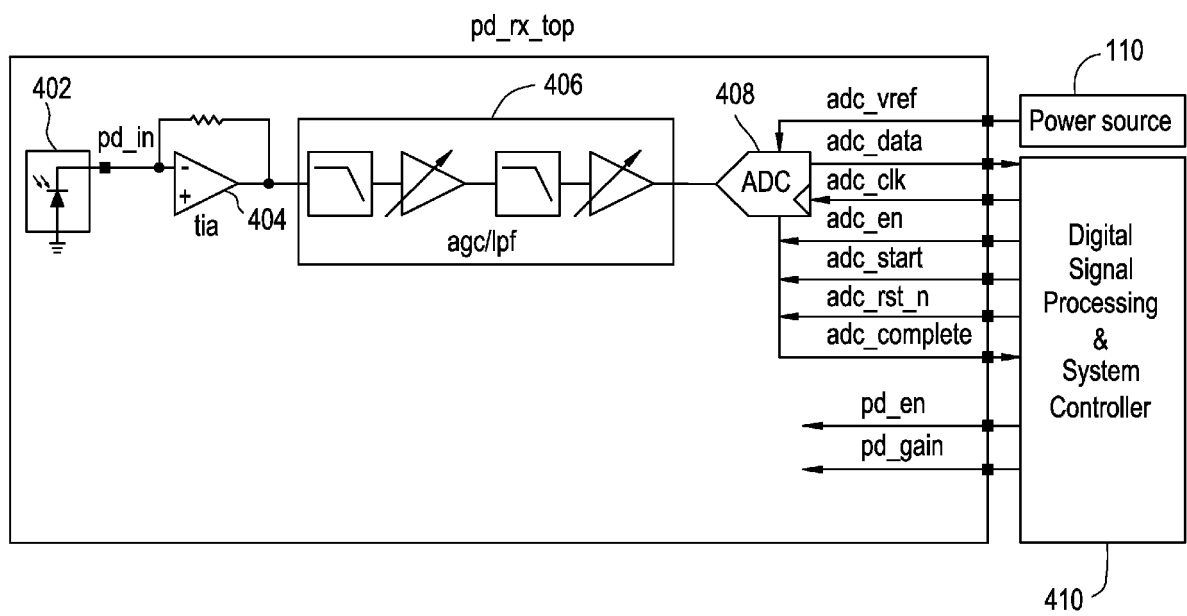 pd_rx_top
402
pd_in
-
+
tia
404
406
agc/lpf
408
ADC
adc_vref
adc_data
adc_clk
adc_en
adc_start
adc_rst_n
adc_complete
pd_en
pd_gain
110
Power source
Digital
Signal
Processing
&
System
Controller
410